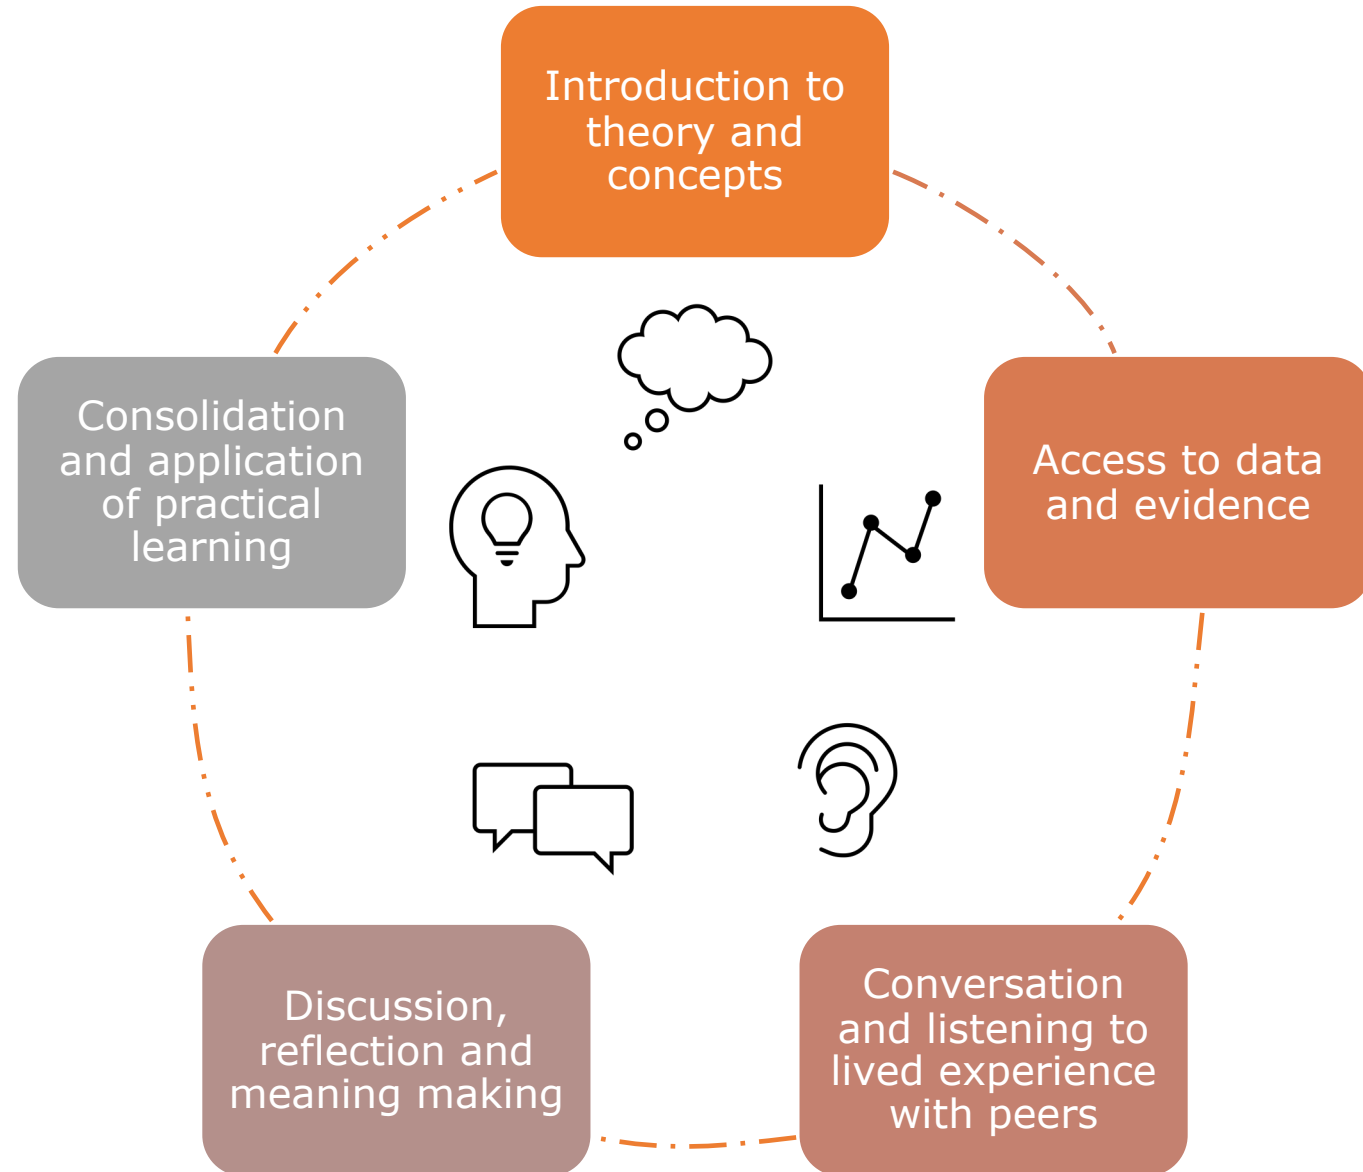 Introduction to
theory and
concepts
Access to data
and evidence
Conversation
and listening to
lived experience
with peers
Discussion,
reflection and
meaning making
Consolidation
and application
of practical
learning